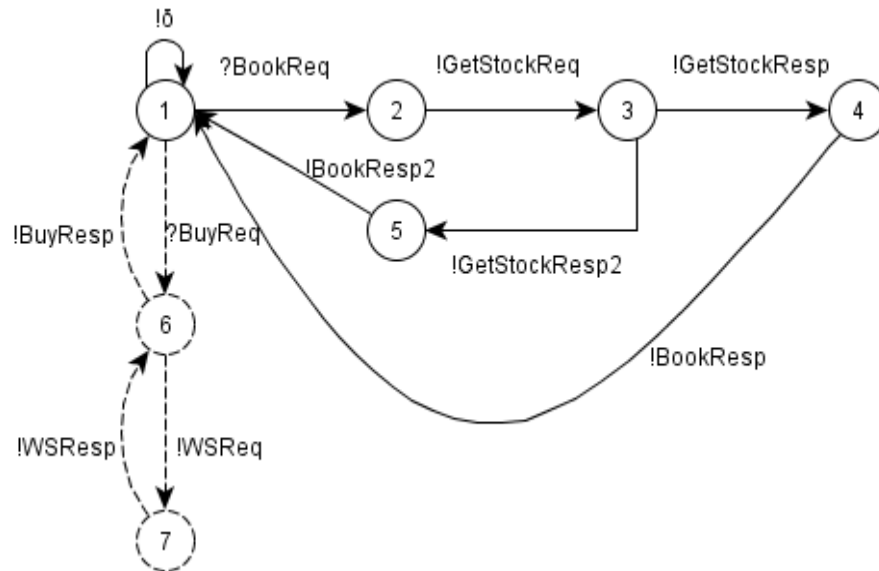 !δ
?BookReq
!GetStockReq
!GetStockResp
1
2
3
4
!BookResp2
!BuyResp
?BuyReq
5
!GetStockResp2
6
!BookResp
!WSResp
!WSReq
7